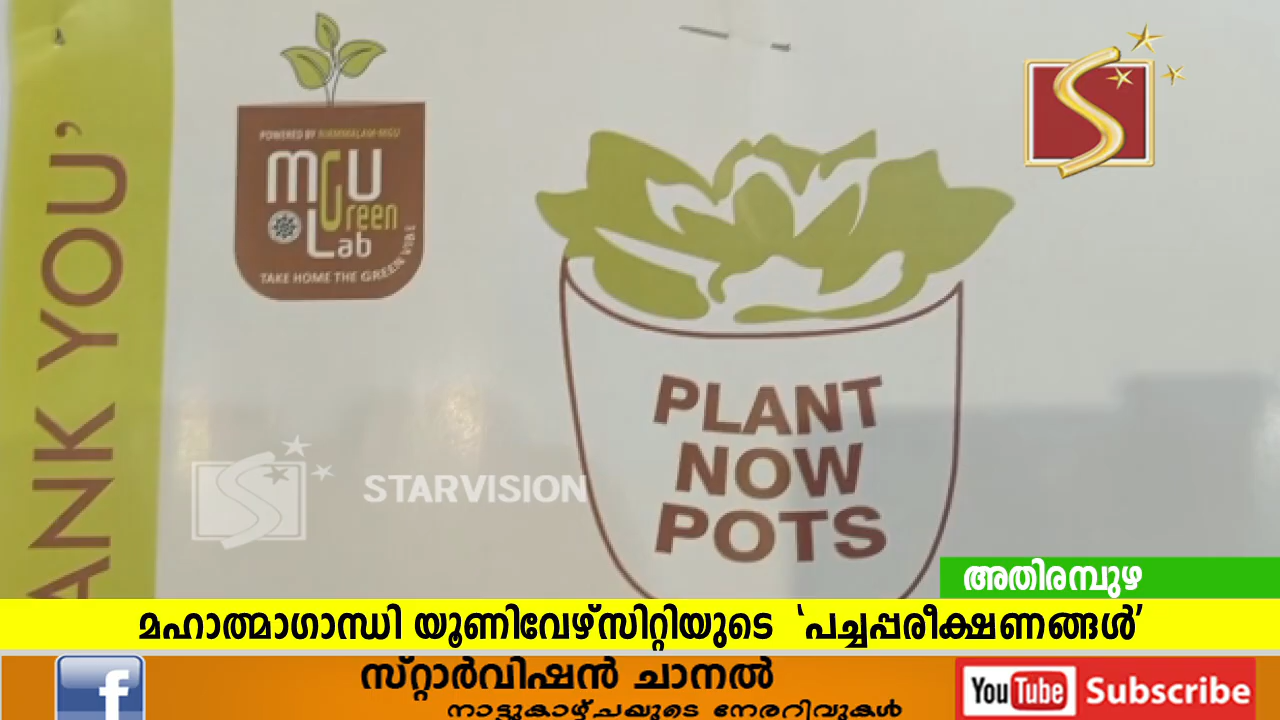 ANK YOU'
POWERED BY
MGU
Green
Lab
TAKE HOME THE GREEN VIBE
PLANT
NOW
POTS
STARVISION
അതിരമ്പുഴ
മഹാത്മാഗാന്ധി യൂണിവേഴ്സിറ്റിയുടെ 'പച്ചപ്പരീക്ഷണങ്ങൾ'
സ്റ്റാർവിഷൻ ചാനൽ
നാട്ടുകാഴ്ചയുടെ നേരറിവുകൾ
f
YouTube Subscribe